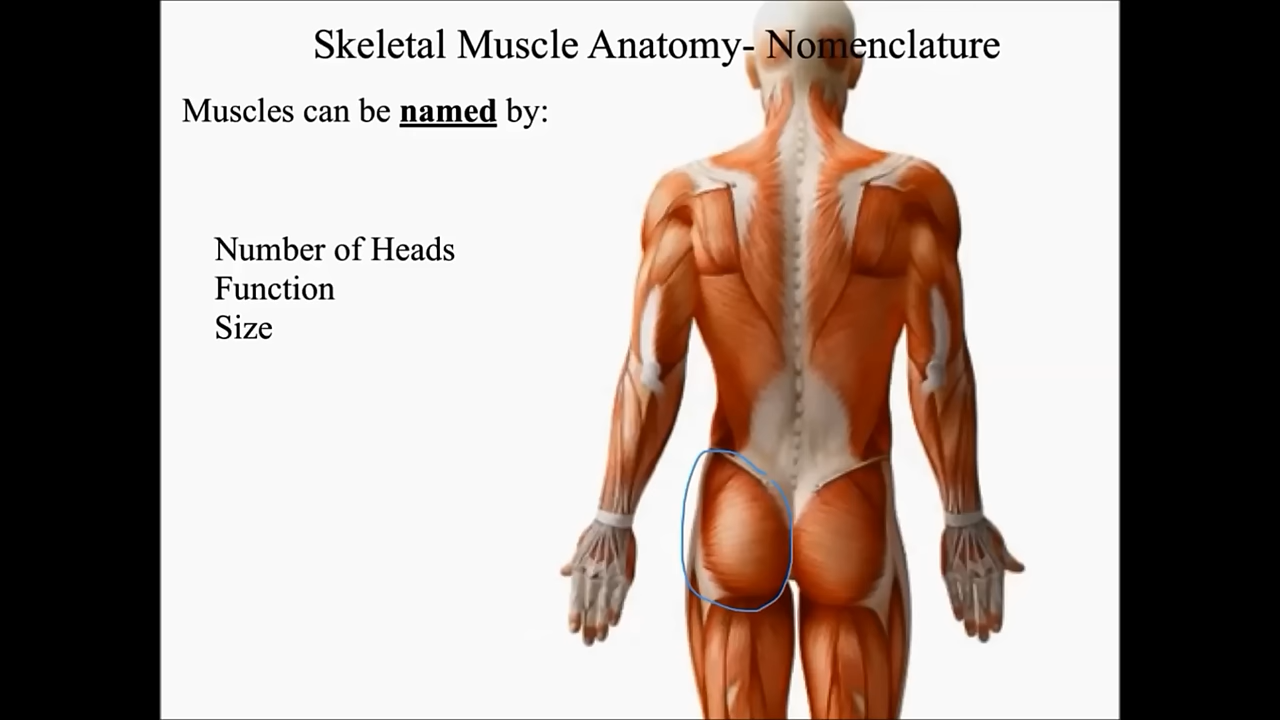 Skeletal Muscle Anatomy- Nomenclature
Muscles can be named by:
Number of Heads
Function
Size